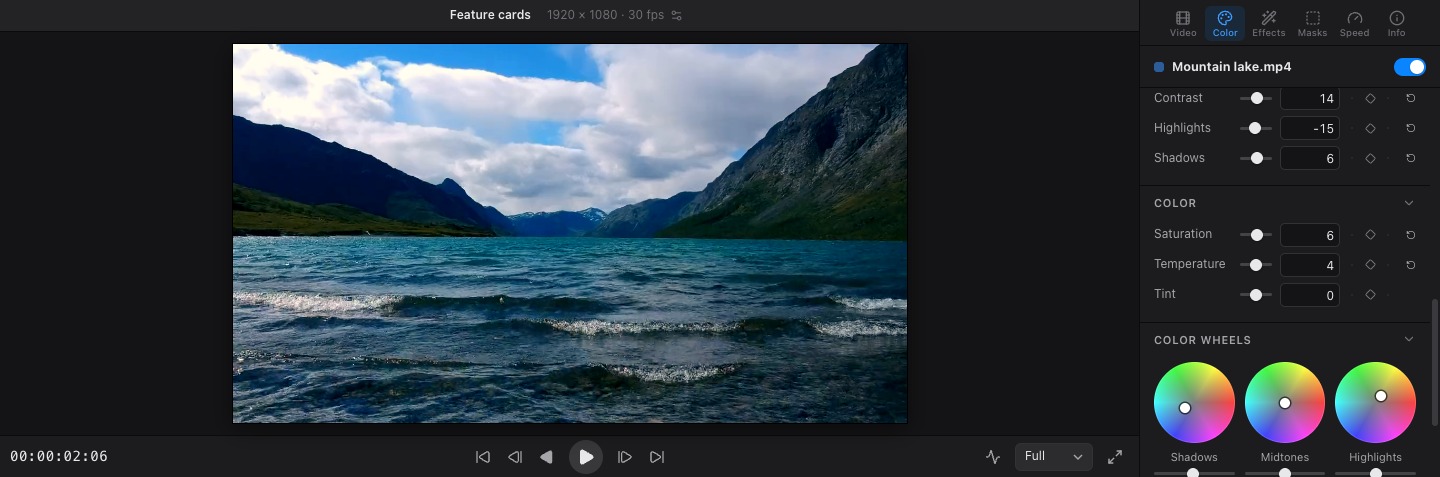 Feature cards 1920 × 1080 · 30 fps
Video Color Effects Masks Speed Info
Mountain lake.mp4
Contrast 14
Highlights -15
Shadows 6
COLOR
Saturation 6
Temperature 4
Tint 0
COLOR WHEELS
Shadows Midtones Highlights
00:00:02:06 Full